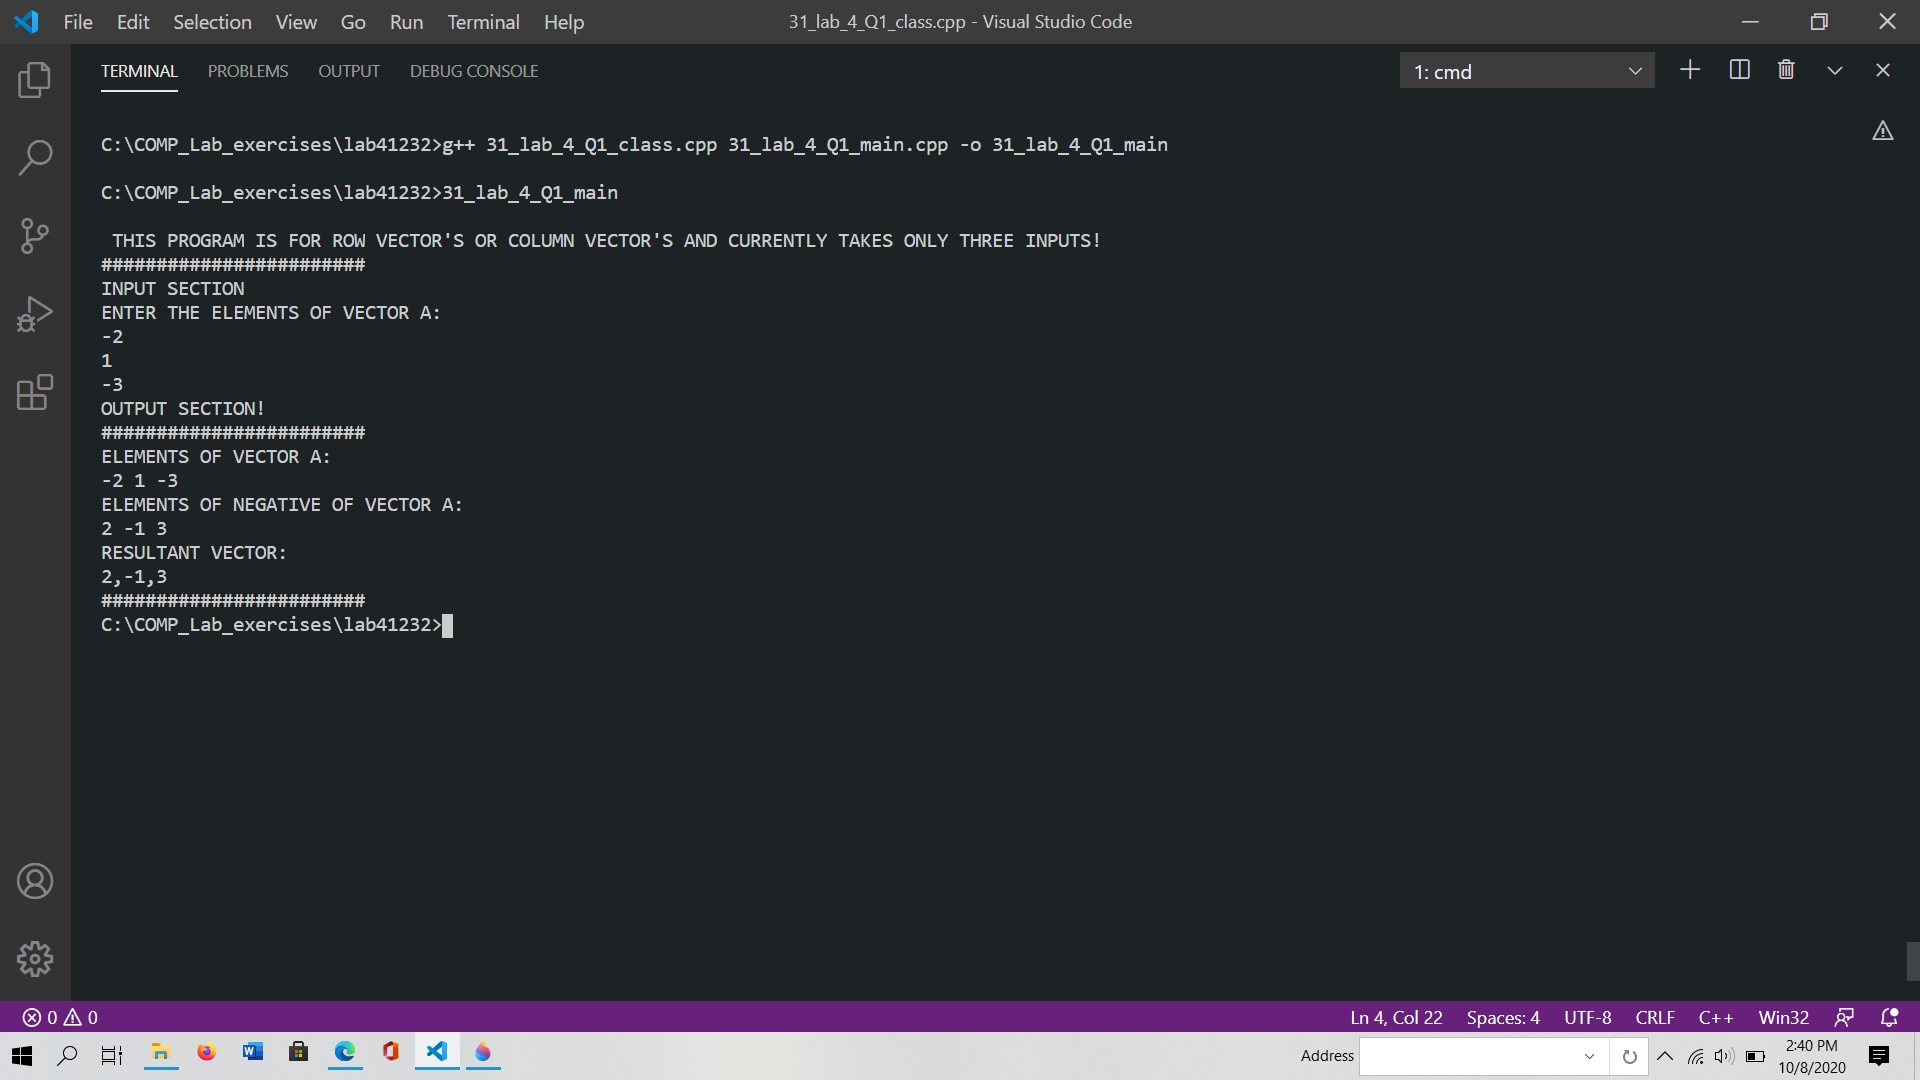 File Edit Selection View Go Run Terminal Help 31_lab_4_Q1_class.cpp - Visual Studio Code
TERMINAL PROBLEMS OUTPUT DEBUG CONSOLE 1: cmd
C:\COMP_Lab_exercises\lab41232>g++ 31_lab_4_Q1_class.cpp 31_lab_4_Q1_main.cpp -o 31_lab_4_Q1_main
C:\COMP_Lab_exercises\lab41232>31_lab_4_Q1_main
THIS PROGRAM IS FOR ROW VECTOR'S OR COLUMN VECTOR'S AND CURRENTLY TAKES ONLY THREE INPUTS!
########################
INPUT SECTION
ENTER THE ELEMENTS OF VECTOR A:
-2
1
-3
OUTPUT SECTION!
########################
ELEMENTS OF VECTOR A:
-2 1 -3
ELEMENTS OF NEGATIVE OF VECTOR A:
2 -1 3
RESULTANT VECTOR:
2,-1,3
########################
C:\COMP_Lab_exercises\lab41232>
0 0 Ln 4, Col 22 Spaces: 4 UTF-8 CRLF C++ Win32
Address 2:40 PM
10/8/2020